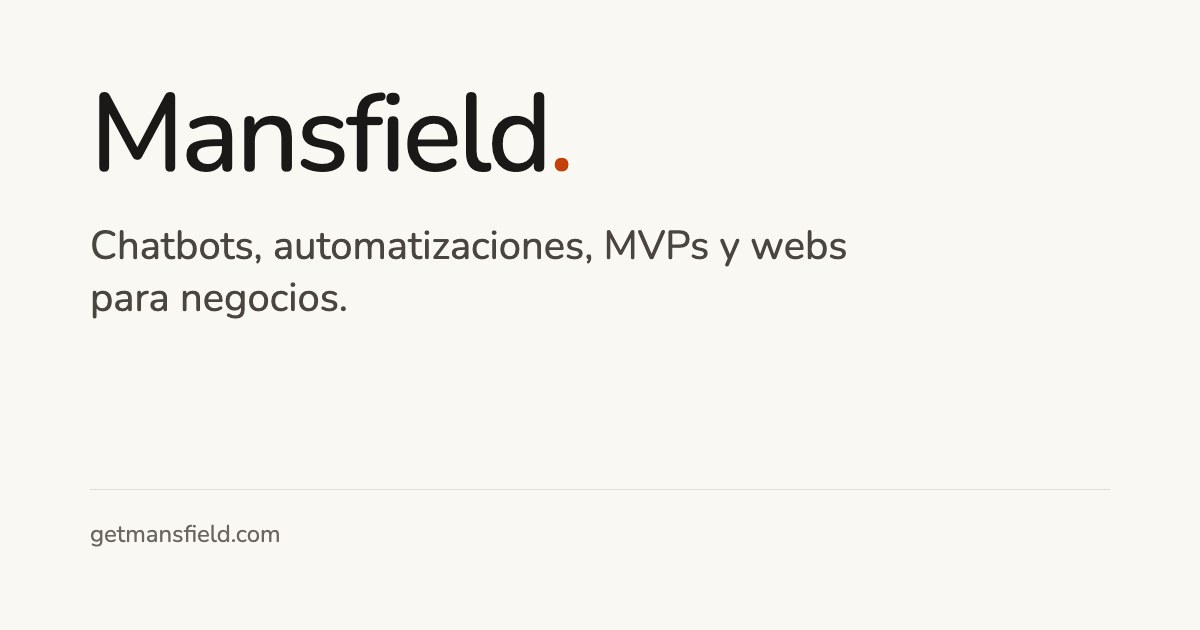 Mansfield.
Chatbots, automatizaciones, MVPs y webs
para negocios.
getmansfield.com